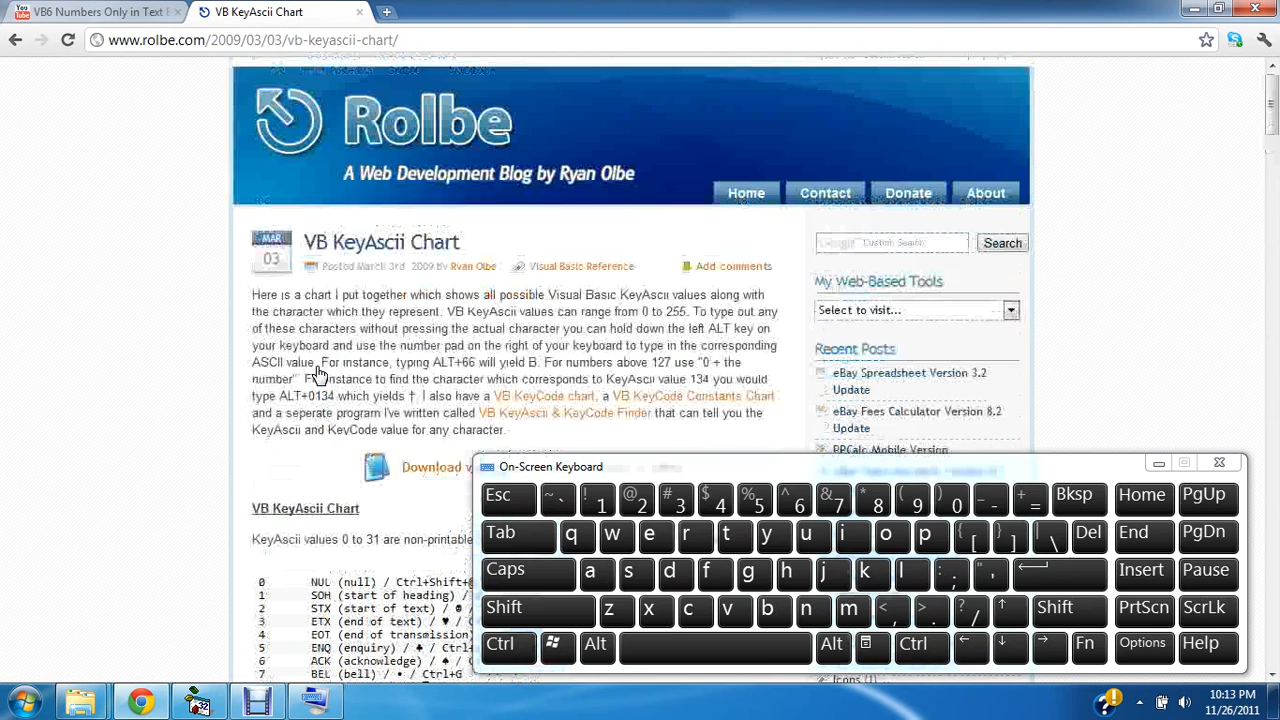 VB6 Numbers Only in Text
VB KeyAscii Chart
www.rolbe.com/2009/03/03/vb-keyascii-chart/
Rolbe
A Web Development Blog by Ryan Olbe
Home Contact Donate About
MAR
03
VB KeyAscii Chart
Posted March 3rd, 2009 by Ryan Olbe Visual Basic Reference Add comments
Here is a chart I put together which shows all possible Visual Basic KeyAscii values along with
the character which they represent. VB KeyAscii values can range from 0 to 255. To type out any
of these characters without pressing the actual character you can hold down the left ALT key on
your keyboard and use the number pad on the right of your keyboard to type in the corresponding
ASCII value. For instance, typing ALT+66 will yield B. For numbers above 127 use "0 + the
number" instance to find the character which corresponds to KeyAscii value 134 you would
type ALT+0134 which yields †. I also have a VB KeyCode chart, a VB KeyCode Constants Chart
and a seperate program I've written called VB KeyAscii & KeyCode Finder that can tell you the
KeyAscii and KeyCode value for any character.
Download
VB KeyAscii Chart
KeyAscii values 0 to 31 are non-printable
0 NUL (null) / Ctrl+Shift+@
1 SOH (start of heading) /
2 STX (start of text) / ☻ /
3 ETX (end of text) / ♥ / Ctrl
4 EOT (end of transmission)
5 ENQ (enquiry) / ♣ / Ctrl+
6 ACK (acknowledge) / ♠ / Ctrl
7 BEL (bell) / • / Ctrl+G
Google Custom Search Search
My Web-Based Tools
Select to visit...
Recent Posts
eBay Spreadsheet Version 3.2
Update
eBay Fees Calculator Version 8.2
Update
PPCalc Mobile Version
Icons (1)
On-Screen Keyboard
Esc ~ ` ! 1 @ 2 # 3 $ 4 % 5 ^ 6 & 7 * 8 ( 9 ) 0 _ - + = Bksp Home PgUp
Tab q w e r t y u i o p { [ } ] | \ Del End PgDn
Caps a s d f g h j k l : ; " ' Insert Pause
Shift z x c v b n m < , > . ? / ↑ Shift PrtScn ScrLk
Ctrl Alt Alt Ctrl ← ↓ → Fn Options Help
10:13 PM
11/26/2011